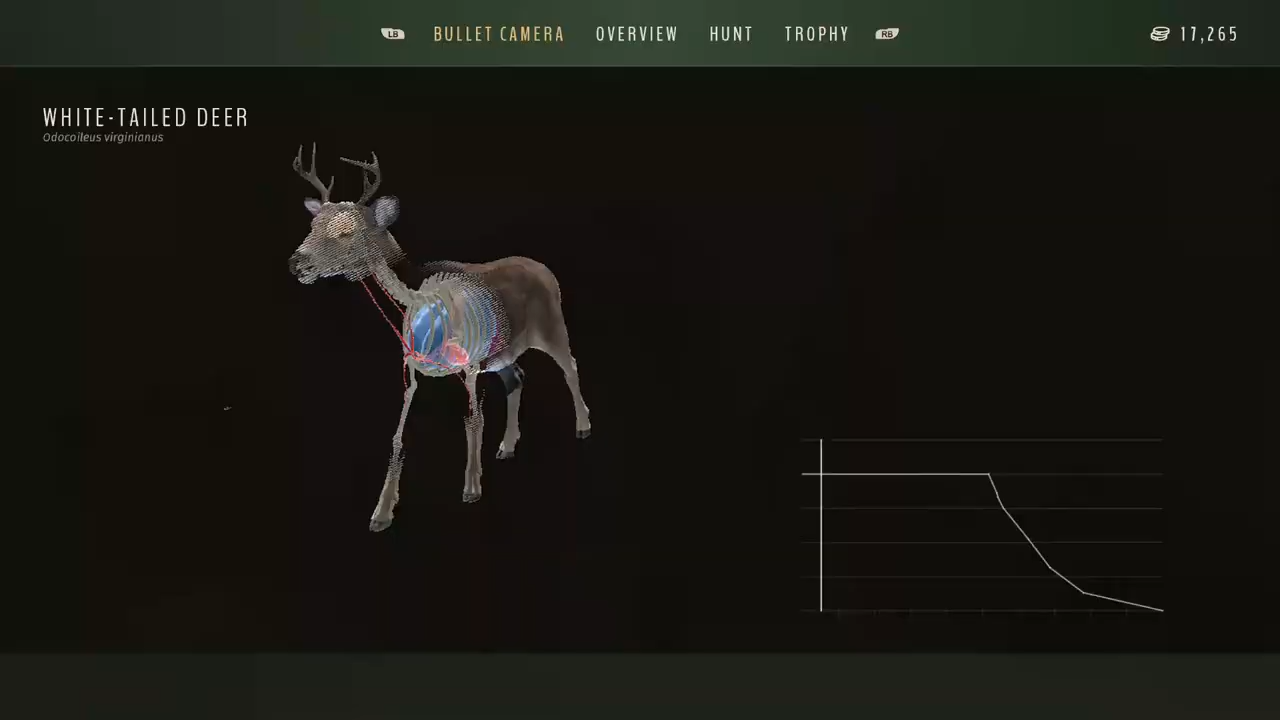 LB BULLET CAMERA OVERVIEW HUNT TROPHY RB 17,265
WHITE-TAILED DEER
Odocoileus virginianus